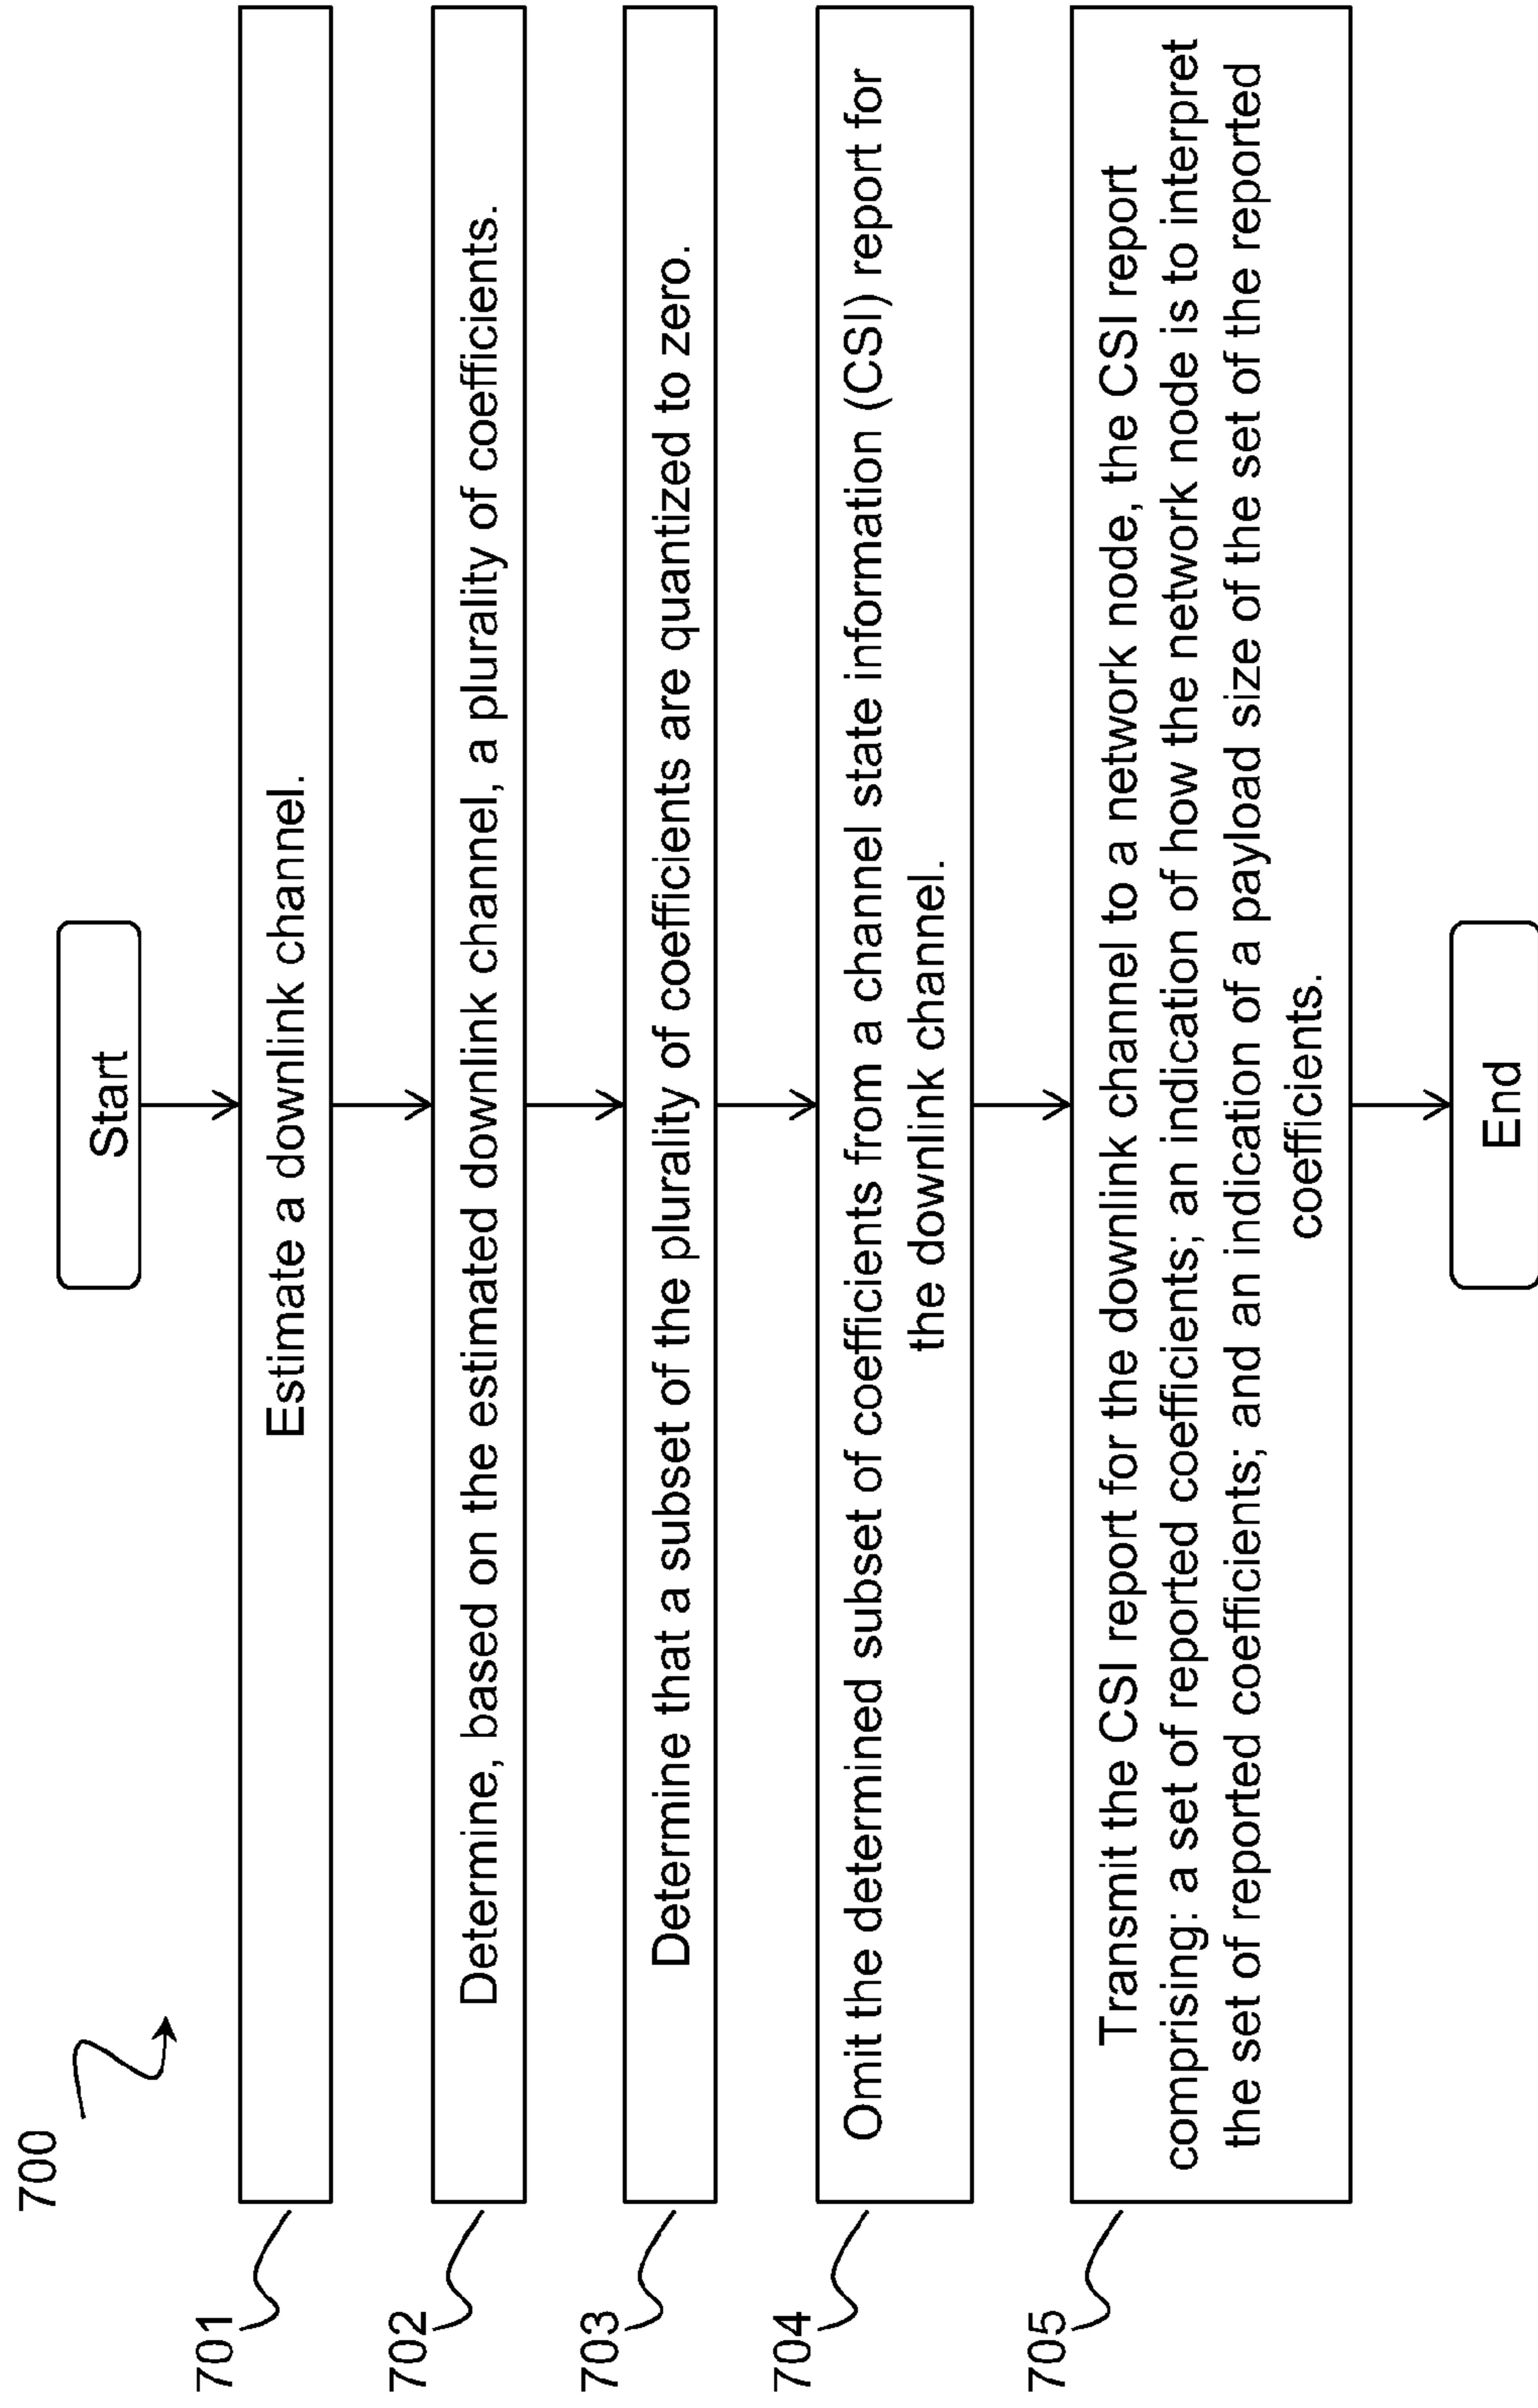 700
Start
701
Estimate a downlink channel.
702
Determine, based on the estimated downlink channel, a plurality of coefficients.
703
Determine that a subset of the plurality of coefficients are quantized to zero.
704
Omit the determined subset of coefficients from a channel state information (CSI) report for
the downlink channel.
705
Transmit the CSI report for the downlink channel to a network node, the CSI report
comprising: a set of reported coefficients; an indication of how the network node is to interpret
the set of reported coefficients; and an indication of a payload size of the set of the reported
coefficients.
End